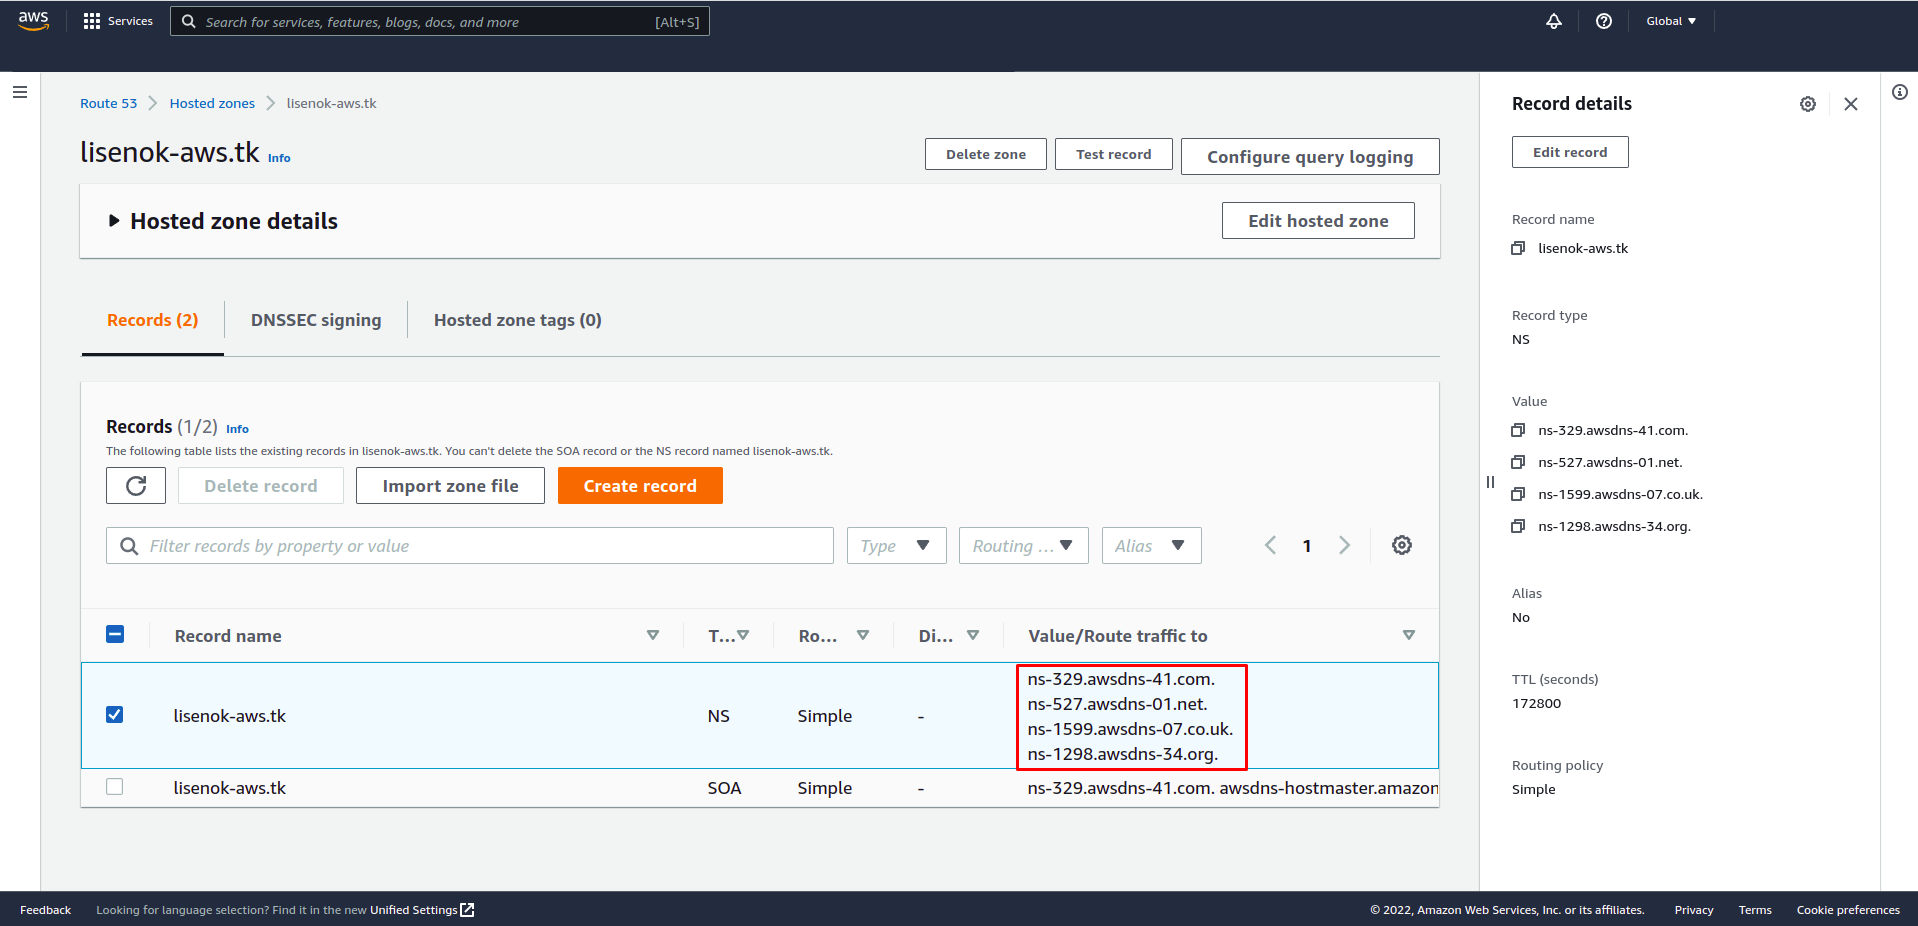 aws
Services
Search for services, features, blogs, docs, and more [Alt+S]
Global
Route 53 > Hosted zones > lisenok-aws.tk
lisenok-aws.tk Info
Delete zone
Test record
Configure query logging
Hosted zone details
Edit hosted zone
Records (2)
DNSSEC signing
Hosted zone tags (0)
Records (1/2) Info
The following table lists the existing records in lisenok-aws.tk. You can't delete the SOA record or the NS record named lisenok-aws.tk.
Delete record
Import zone file
Create record
Filter records by property or value
Type
Routing ...
Alias
1
Record name T... Ro... Di... Value/Route traffic to
lisenok-aws.tk NS Simple -
ns-329.awsdns-41.com.
ns-527.awsdns-01.net.
ns-1599.awsdns-07.co.uk.
ns-1298.awsdns-34.org.
lisenok-aws.tk SOA Simple - ns-329.awsdns-41.com. awsdns-hostmaster.amazon
Record details
Edit record
Record name
lisenok-aws.tk
Record type
NS
Value
ns-329.awsdns-41.com.
ns-527.awsdns-01.net.
ns-1599.awsdns-07.co.uk.
ns-1298.awsdns-34.org.
Alias
No
TTL (seconds)
172800
Routing policy
Simple
Feedback
Looking for language selection? Find it in the new Unified Settings
© 2022, Amazon Web Services, Inc. or its affiliates.
Privacy
Terms
Cookie preferences